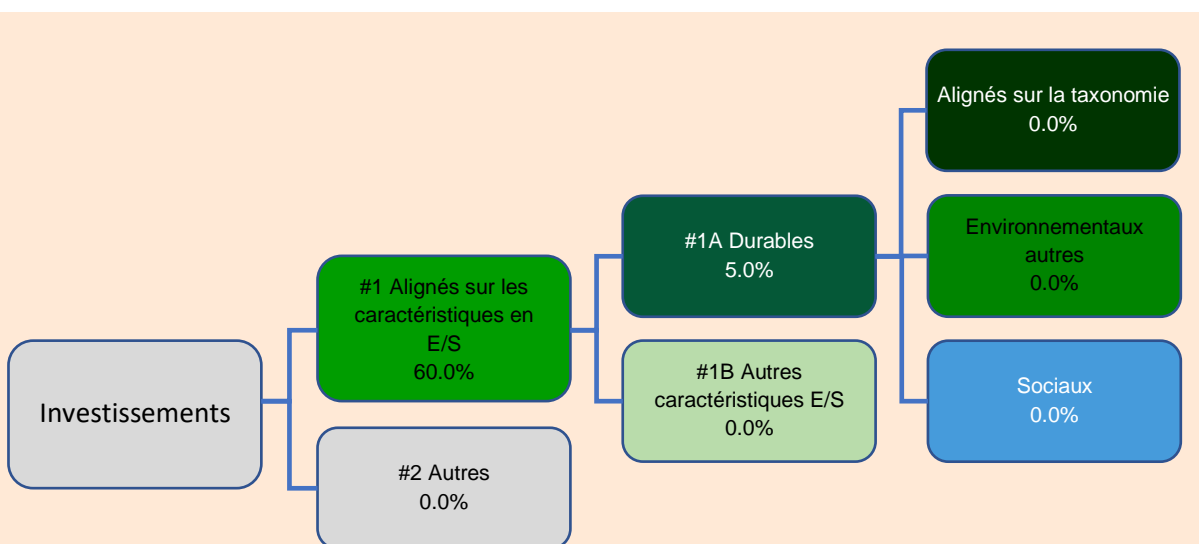 Investissements
#1 Alignés sur les
caractéristiques en
E/S
60.0%
#2 Autres
0.0%
#1A Durables
5.0%
#1B Autres
caractéristiques E/S
0.0%
Alignés sur la taxonomie
0.0%
Environnementaux
autres
0.0%
Sociaux
0.0%